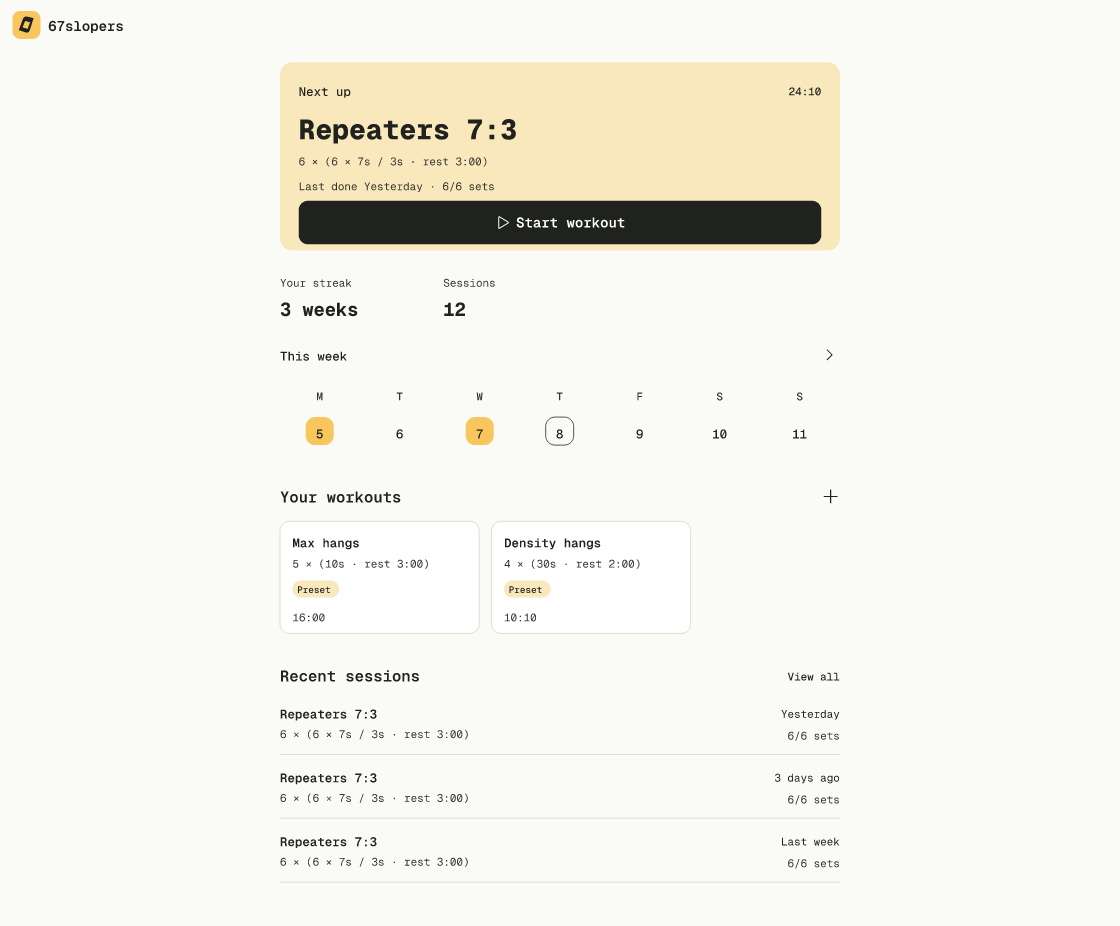 67slopers
Next up
24:10
Repeaters 7:3
6 × (6 × 7s / 3s · rest 3:00)
Last done Yesterday · 6/6 sets
Start workout
Your streak
Sessions
3 weeks
12
This week
M T W T F S S
5 6 7 8 9 10 11
Your workouts
Max hangs
5 × (10s · rest 3:00)
Preset
16:00
Density hangs
4 × (30s · rest 2:00)
Preset
10:10
Recent sessions
View all
Repeaters 7:3
Yesterday
6 × (6 × 7s / 3s · rest 3:00)
6/6 sets
Repeaters 7:3
3 days ago
6 × (6 × 7s / 3s · rest 3:00)
6/6 sets
Repeaters 7:3
Last week
6 × (6 × 7s / 3s · rest 3:00)
6/6 sets